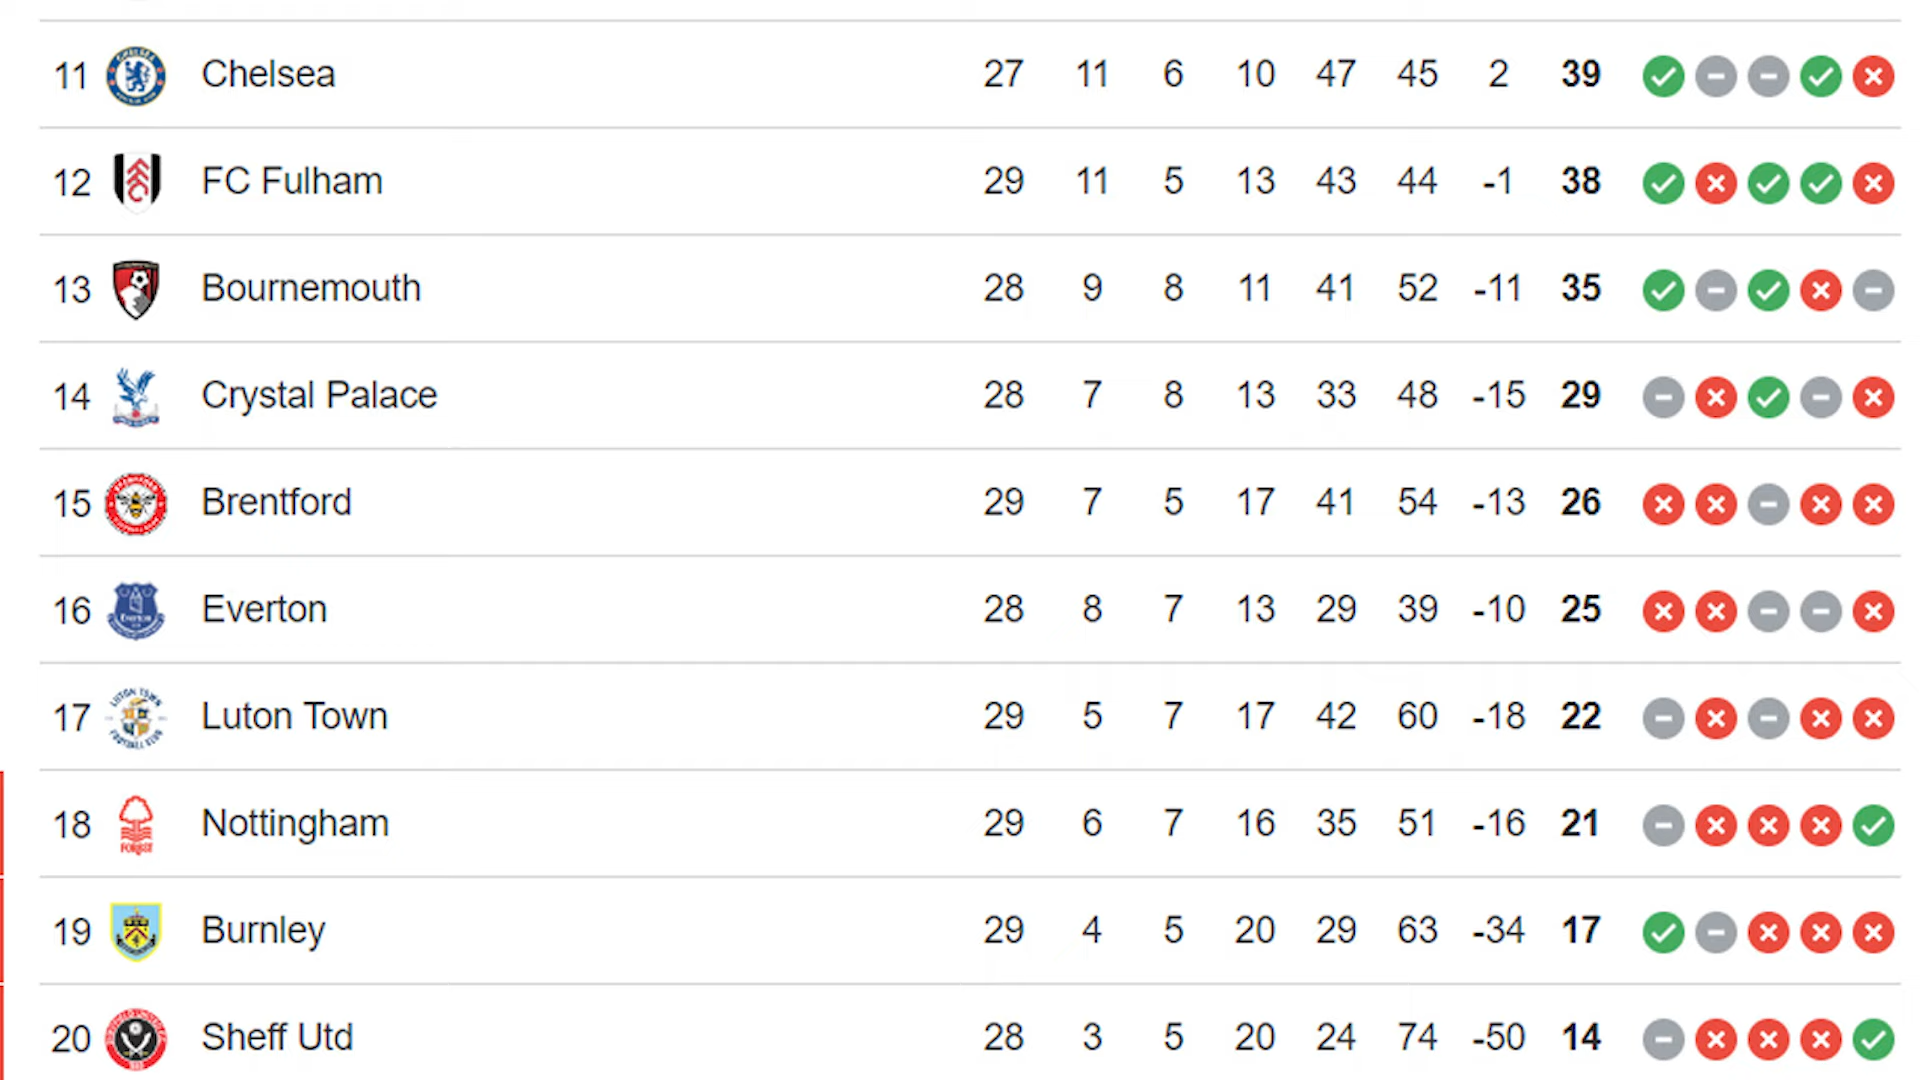 11 Chelsea 27 11 6 10 47 45 2 39
12 FC Fulham 29 11 5 13 43 44 -1 38
13 Bournemouth 28 9 8 11 41 52 -11 35
14 Crystal Palace 28 7 8 13 33 48 -15 29
15 Brentford 29 7 5 17 41 54 -13 26
16 Everton 28 8 7 13 29 39 -10 25
17 Luton Town 29 5 7 17 42 60 -18 22
18 Nottingham 29 6 7 16 35 51 -16 21
19 Burnley 29 4 5 20 29 63 -34 17
20 Sheff Utd 28 3 5 20 24 74 -50 14